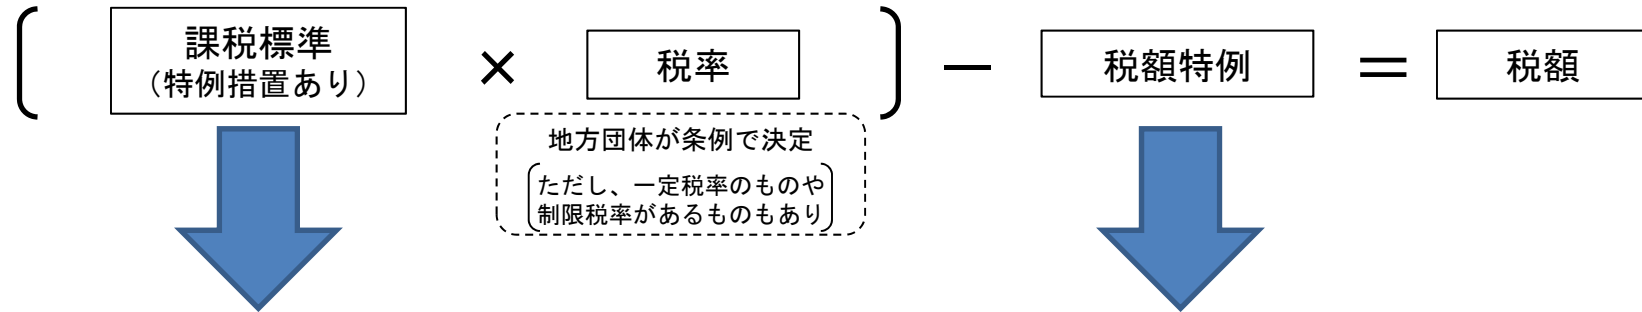 課税標準
（特例措置あり）
×
税率
－
税額特例
＝
税額
地方団体が条例で決定
ただし、一定税率のものや
制限税率があるものもあり